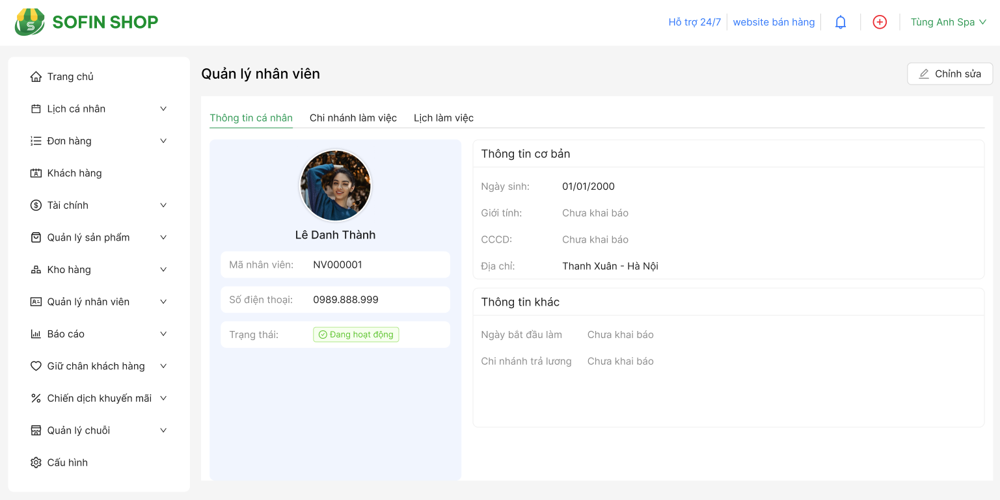 SOFIN SHOP
Hỗ trợ 24/7
website bán hàng
Tùng Anh Spa
Trang chủ
Lịch cá nhân
Đơn hàng
Khách hàng
Tài chính
Quản lý sản phẩm
Kho hàng
Quản lý nhân viên
Báo cáo
Giữ chân khách hàng
Chiến dịch khuyến mãi
Quản lý chuỗi
Cấu hình
Quản lý nhân viên
Chỉnh sửa
Thông tin cá nhân
Chi nhánh làm việc
Lịch làm việc
Lê Danh Thành
Mã nhân viên: NV000001
Số điện thoại: 0989.888.999
Trạng thái: Đang hoạt động
Thông tin cơ bản
Ngày sinh: 01/01/2000
Giới tính: Chưa khai báo
CCCD: Chưa khai báo
Địa chỉ: Thanh Xuân - Hà Nội
Thông tin khác
Ngày bắt đầu làm Chưa khai báo
Chi nhánh trả lương Chưa khai báo